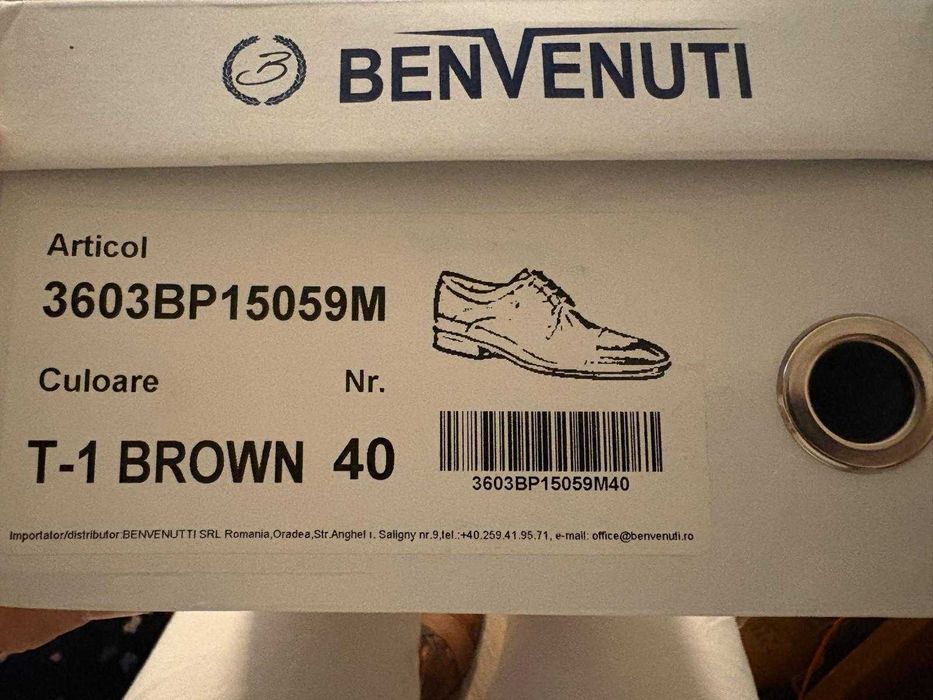 B BENVENUTI
Articol
3603BP15059M
Culoare Nr.
T-1 BROWN 40
3603BP15059M40
Importator/distribuitor:BENVENUTTI SRL Romania,Oradea,Str.Anghel I. Saligny nr.9,tel.:+40.259.41.95.71, e-mail: office@benvenuti.ro